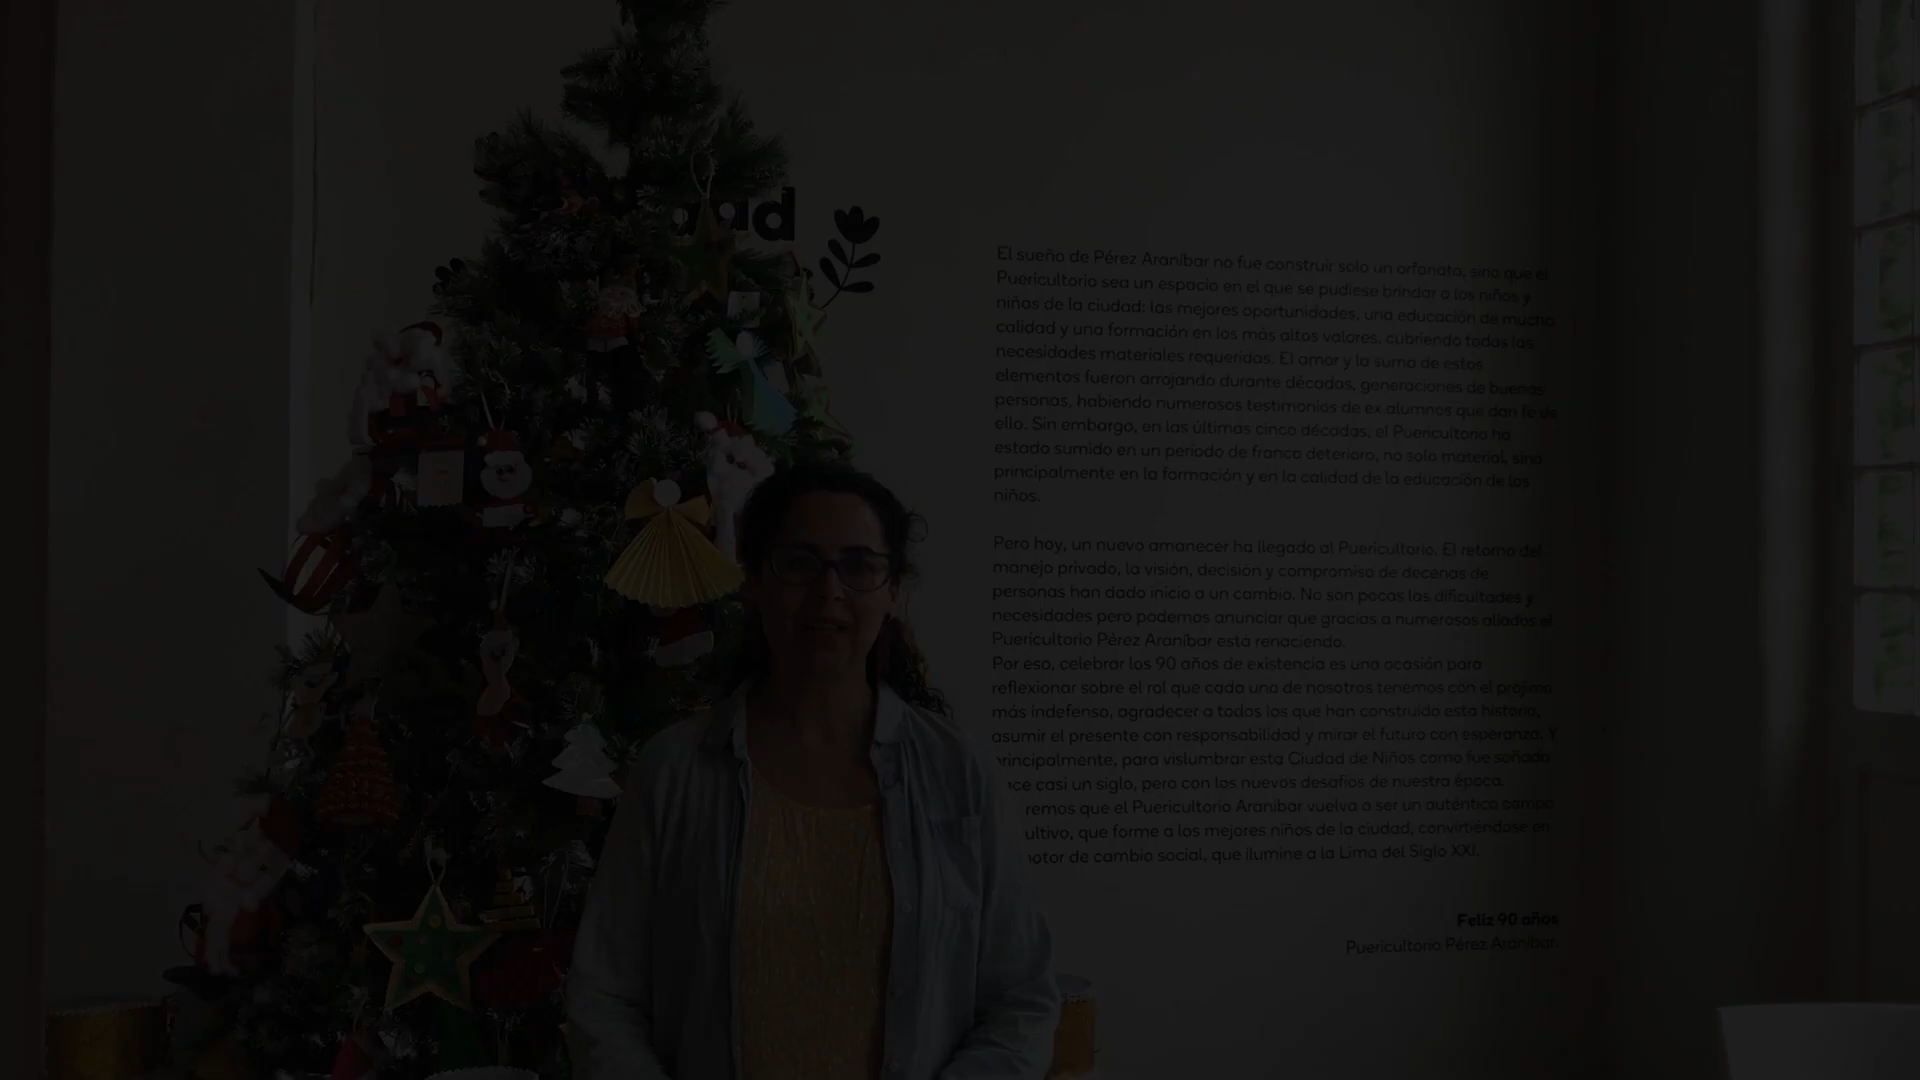 ad
El sueño de Pérez Araníbar no fue construir solo un orfanato, sino que el
Puericultorio sea un espacio en el que se pudiese brindar a los niños y
niñas de la ciudad: las mejores oportunidades, una educación de mucha
calidad y una formación en los más altos valores, cubriendo todas las
necesidades materiales requeridas. El amor y la suma de estos
elementos fueron arrojando durante décadas, generaciones de buenas
personas, habiendo numerosos testimonios de ex alumnos que dan fe de
ello. Sin embargo, en las últimas cinco décadas, el Puericultorio ha
estado sumido en un periodo de franco deterioro, no solo material, sino
principalmente en la formación y en la calidad de la educación de los
niños.
Pero hoy, un nuevo amanecer ha llegado al Puericultorio. El retorno del
manejo privado, la visión, decisión y compromiso de decenas de
personas han dado inicio a un cambio. No son pocas las dificultades y
necesidades pero podemos anunciar que gracias a numerosos aliados el
Puericultorio Pérez Araníbar esta renaciendo.
Por eso, celebrar los 90 años de existencia es una ocasión para
reflexionar sobre el rol que cada uno de nosotros tenemos con el prójimo
más indefenso, agradecer a todos los que han construido esta historia,
asumir el presente con responsabilidad y mirar el futuro con esperanza. Y
rincipalmente, para vislumbrar esta Ciudad de Niños como fue soñada
ce casi un siglo, pero con los nuevos desafíos de nuestra época.
remos que el Puericultorio Araníbar vuelva a ser un auténtico campo
ultivo, que forme a los mejores niños de la ciudad, convirtiéndose en
otor de cambio social, que ilumine a la Lima del Siglo XXI.
Feliz 90 años
Puericultorio Pérez Araníbar.